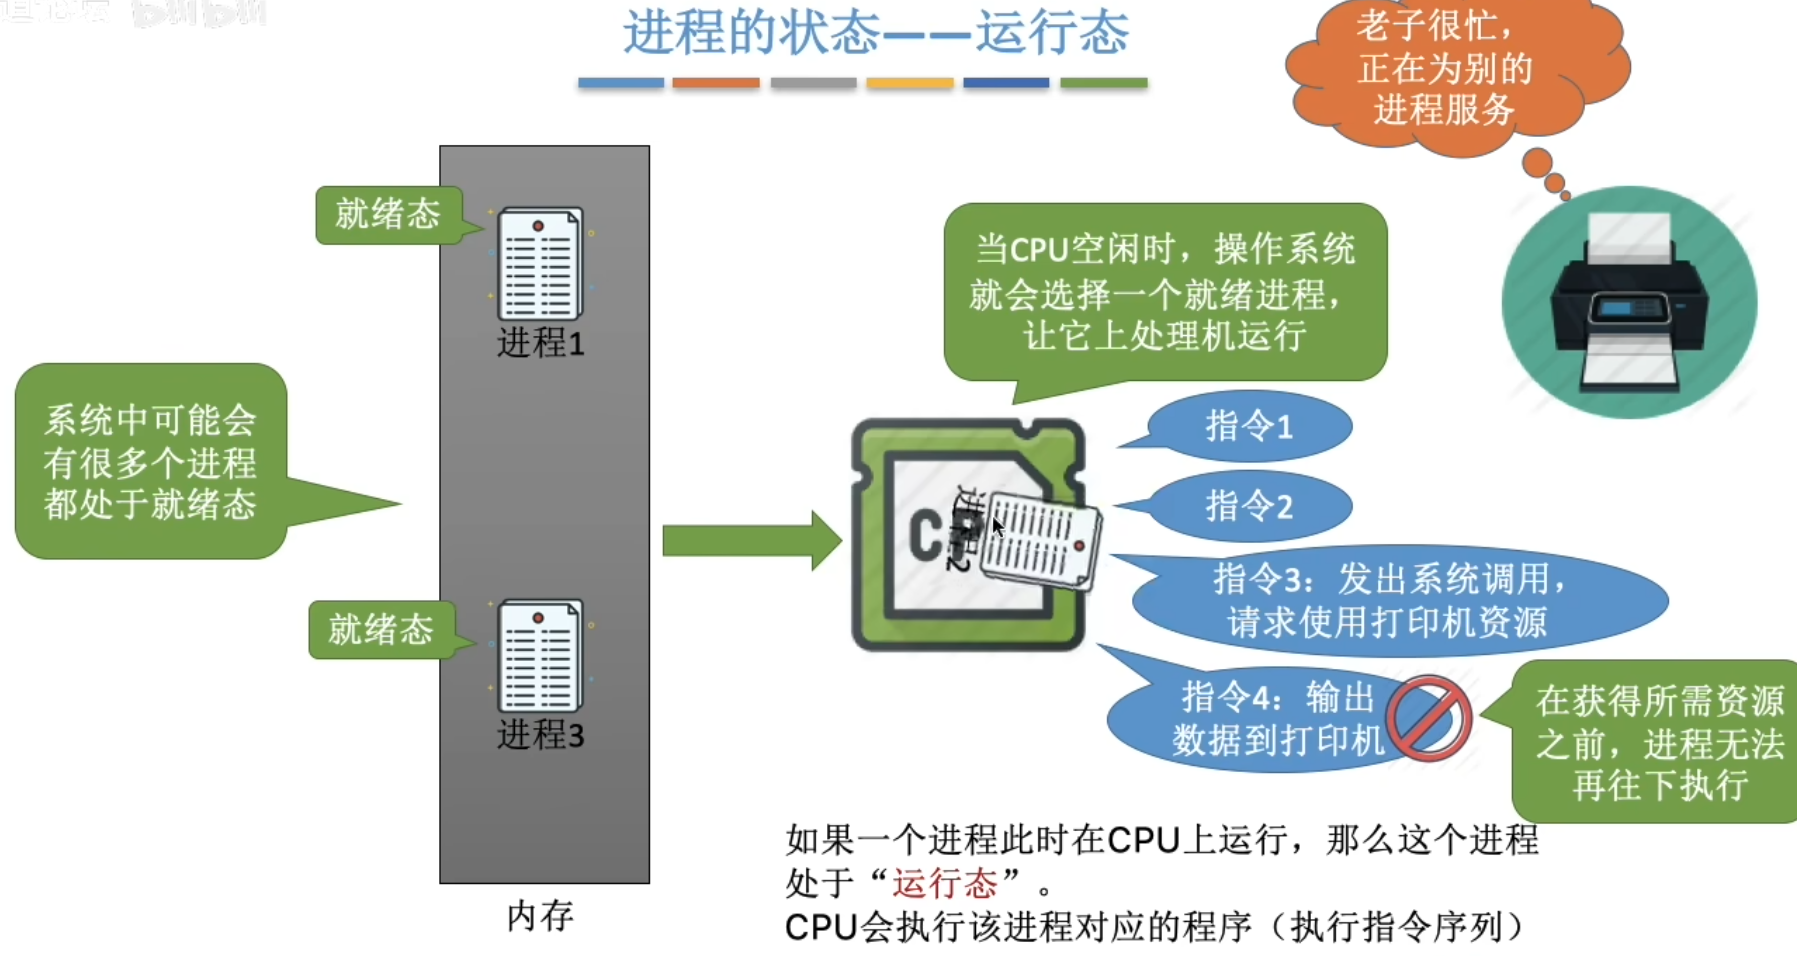 进程的状态——运行态
老子很忙，
正在为别的
进程服务
就绪态
进程1
系统中可能会
有很多个进程
都处于就绪态
就绪态
进程3
内存
当CPU空闲时，操作系统
就会选择一个就绪进程，
让它上处理机运行
进程2
指令1
指令2
指令3：发出系统调用，
请求使用打印机资源
指令4：输出
数据到打印机
在获得所需资源
之前，进程无法
再往下执行
如果一个进程此时在CPU上运行，那么这个进程
处于“运行态”。
CPU会执行该进程对应的程序（执行指令序列）